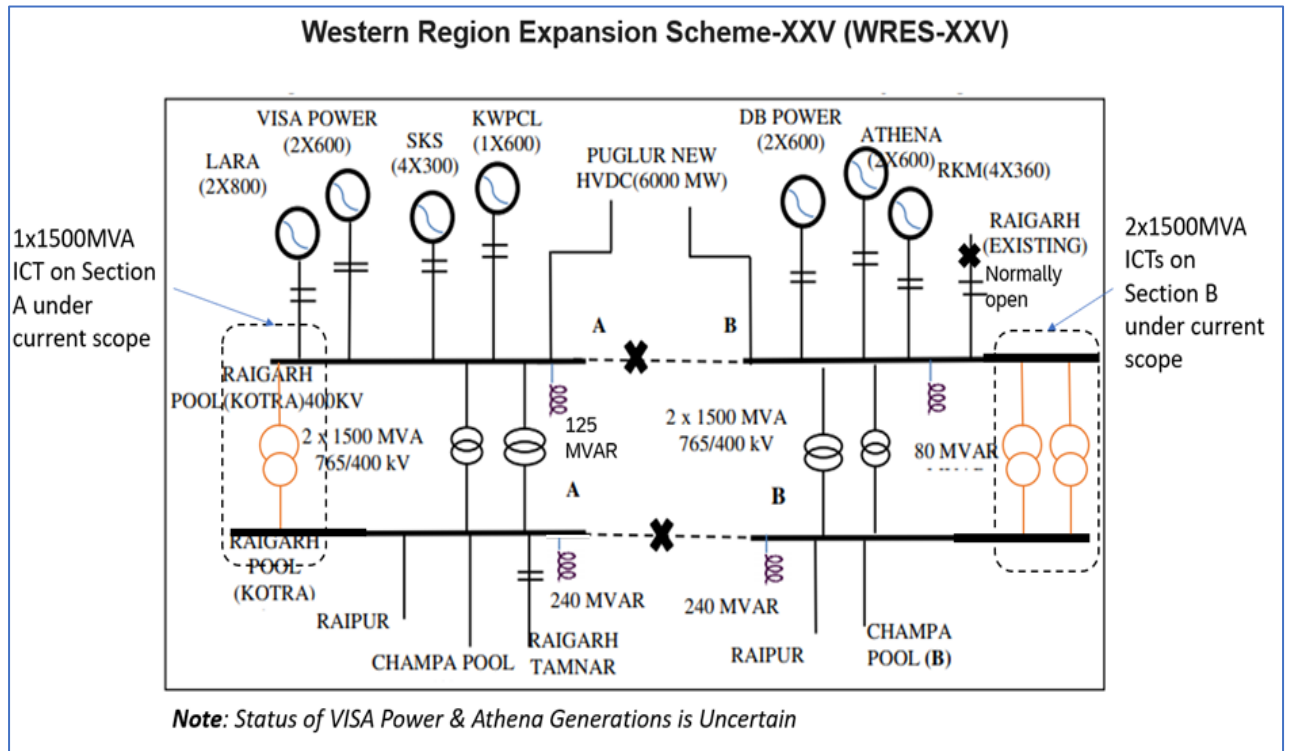 Western Region Expansion Scheme-XXV (WRES-XXV)
VISA POWER
(2X600)
LARA
(2X800)
SKS
(4X300)
KWPCL
(1X600)
PUGLUR NEW
HVDC(6000 MW)
DB POWER
(2X600)
ATHENA
(2X600)
RKM(4X360)
RAIGARH
(EXISTING)
Normally
open
1x1500MVA
ICT on Section
A under
current scope
2x1500MVA
ICTs on
Section B
under current
scope
A
B
RAIGARH
POOL(KOTRA)400KV
2 x 1500 MVA
765/400 kV
125
MVAR
2 x 1500 MVA
765/400 kV
80 MVAR
A
B
RAIGARH
POOL
(KOTRA)
RAIPUR
CHAMPA POOL
240 MVAR
RAIGARH
TAMNAR
240 MVAR
RAIPUR
CHAMPA
POOL (B)
Note: Status of VISA Power & Athena Generations is Uncertain